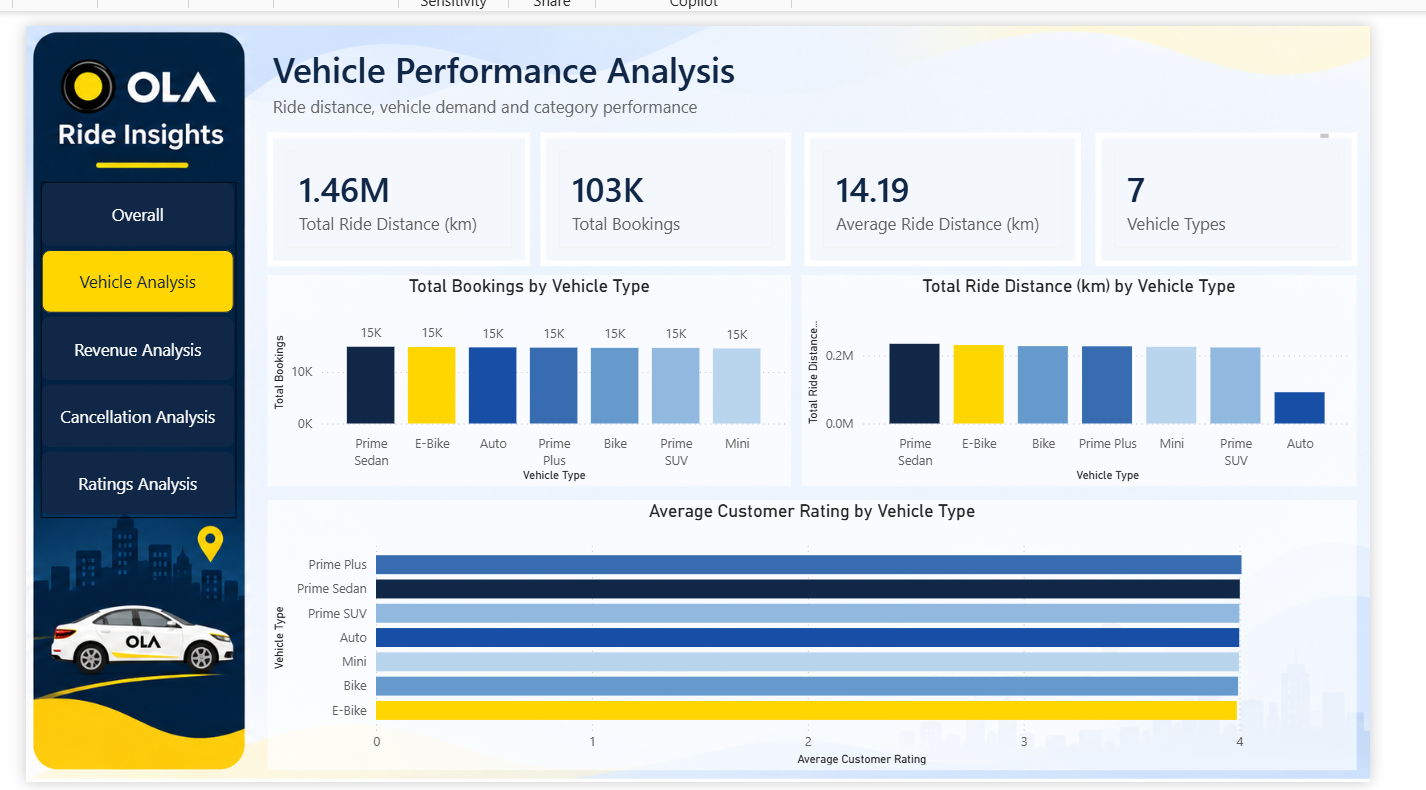 Sensitivity
Share
Copilot
OLA
Ride Insights
Overall
Vehicle Analysis
Revenue Analysis
Cancellation Analysis
Ratings Analysis
OLA
Vehicle Performance Analysis
Ride distance, vehicle demand and category performance
1.46M
Total Ride Distance (km)
103K
Total Bookings
14.19
Average Ride Distance (km)
7
Vehicle Types
Total Bookings by Vehicle Type
Total Bookings
10K
0K
15K
15K
15K
15K
15K
15K
15K
Prime
Sedan
E-Bike
Auto
Prime
Plus
Bike
Prime
SUV
Mini
Vehicle Type
Total Ride Distance (km) by Vehicle Type
Total Ride Distance...
0.2M
0.0M
Prime
Sedan
E-Bike
Bike
Prime Plus
Mini
Prime
SUV
Auto
Vehicle Type
Average Customer Rating by Vehicle Type
Vehicle Type
Prime Plus
Prime Sedan
Prime SUV
Auto
Mini
Bike
E-Bike
0
1
2
3
4
Average Customer Rating